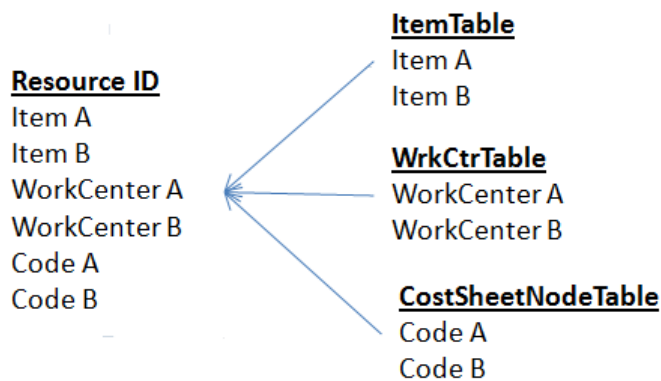 Resource ID
Item A
Item B
WorkCenter A
WorkCenter B
Code A
Code B
ItemTable
Item A
Item B
WrkCtrTable
WorkCenter A
WorkCenter B
CostSheetNodeTable
Code A
Code B